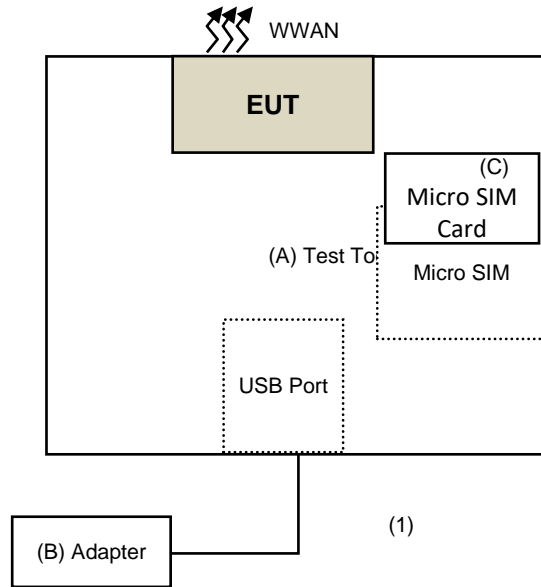 WWAN
EUT
(C)
Micro SIM
Card
(A) Test To
Micro SIM
USB Port
(B) Adapter
(1)